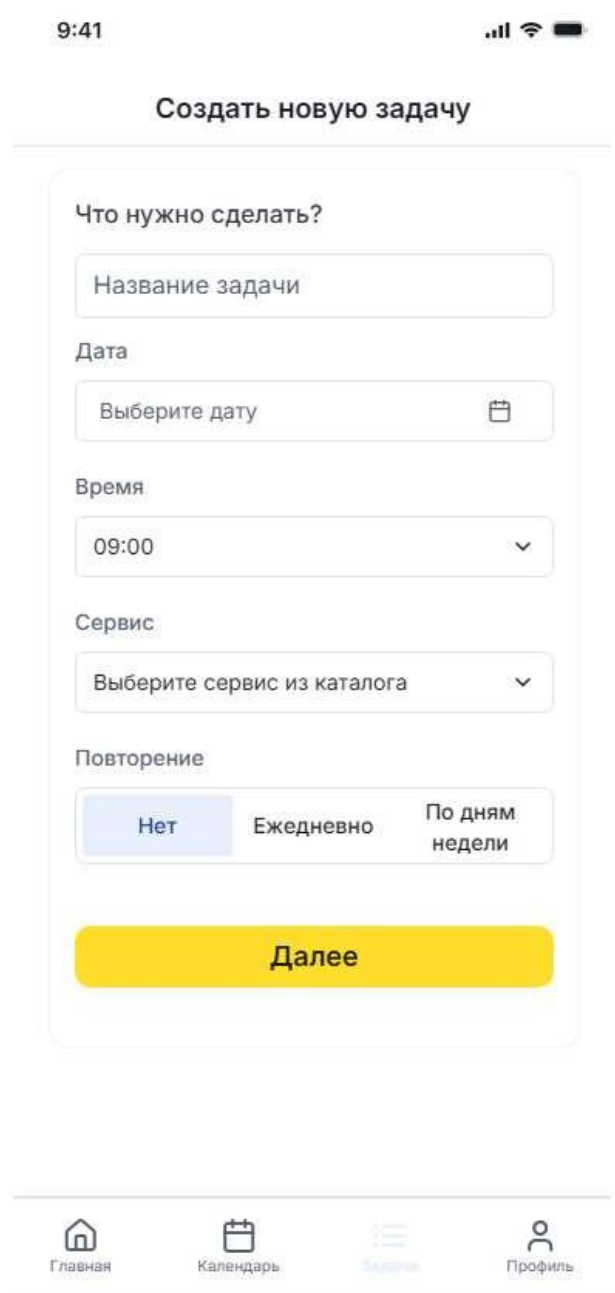 9:41
Создать новую задачу
Что нужно сделать?
Название задачи
Дата
Выберите дату
Время
09:00
Сервис
Выберите сервис из каталога
Повторение
Нет
Ежедневно
По дням
недели
Далее
Главная
Календарь
Задачи
Профиль